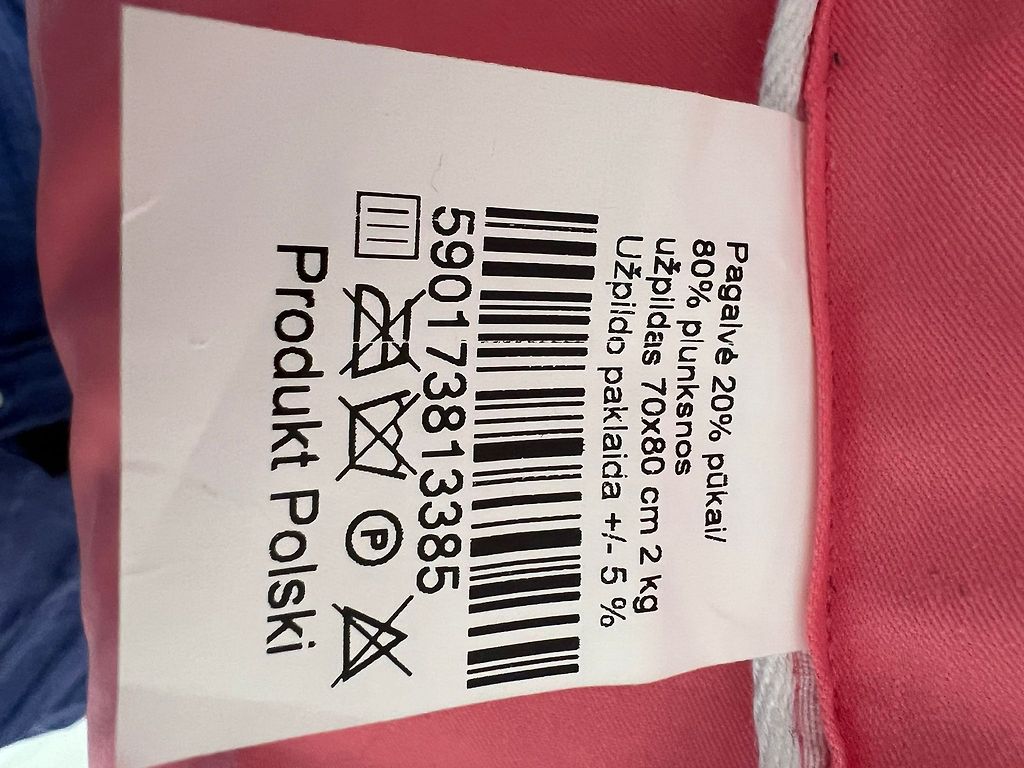 Pagalvė 20% pūkai/
80% plunksnos
užpildas 70x80 cm 2 kg
Užpildo paklaida +/- 5 %
5901738133385
P
Produkt Polski